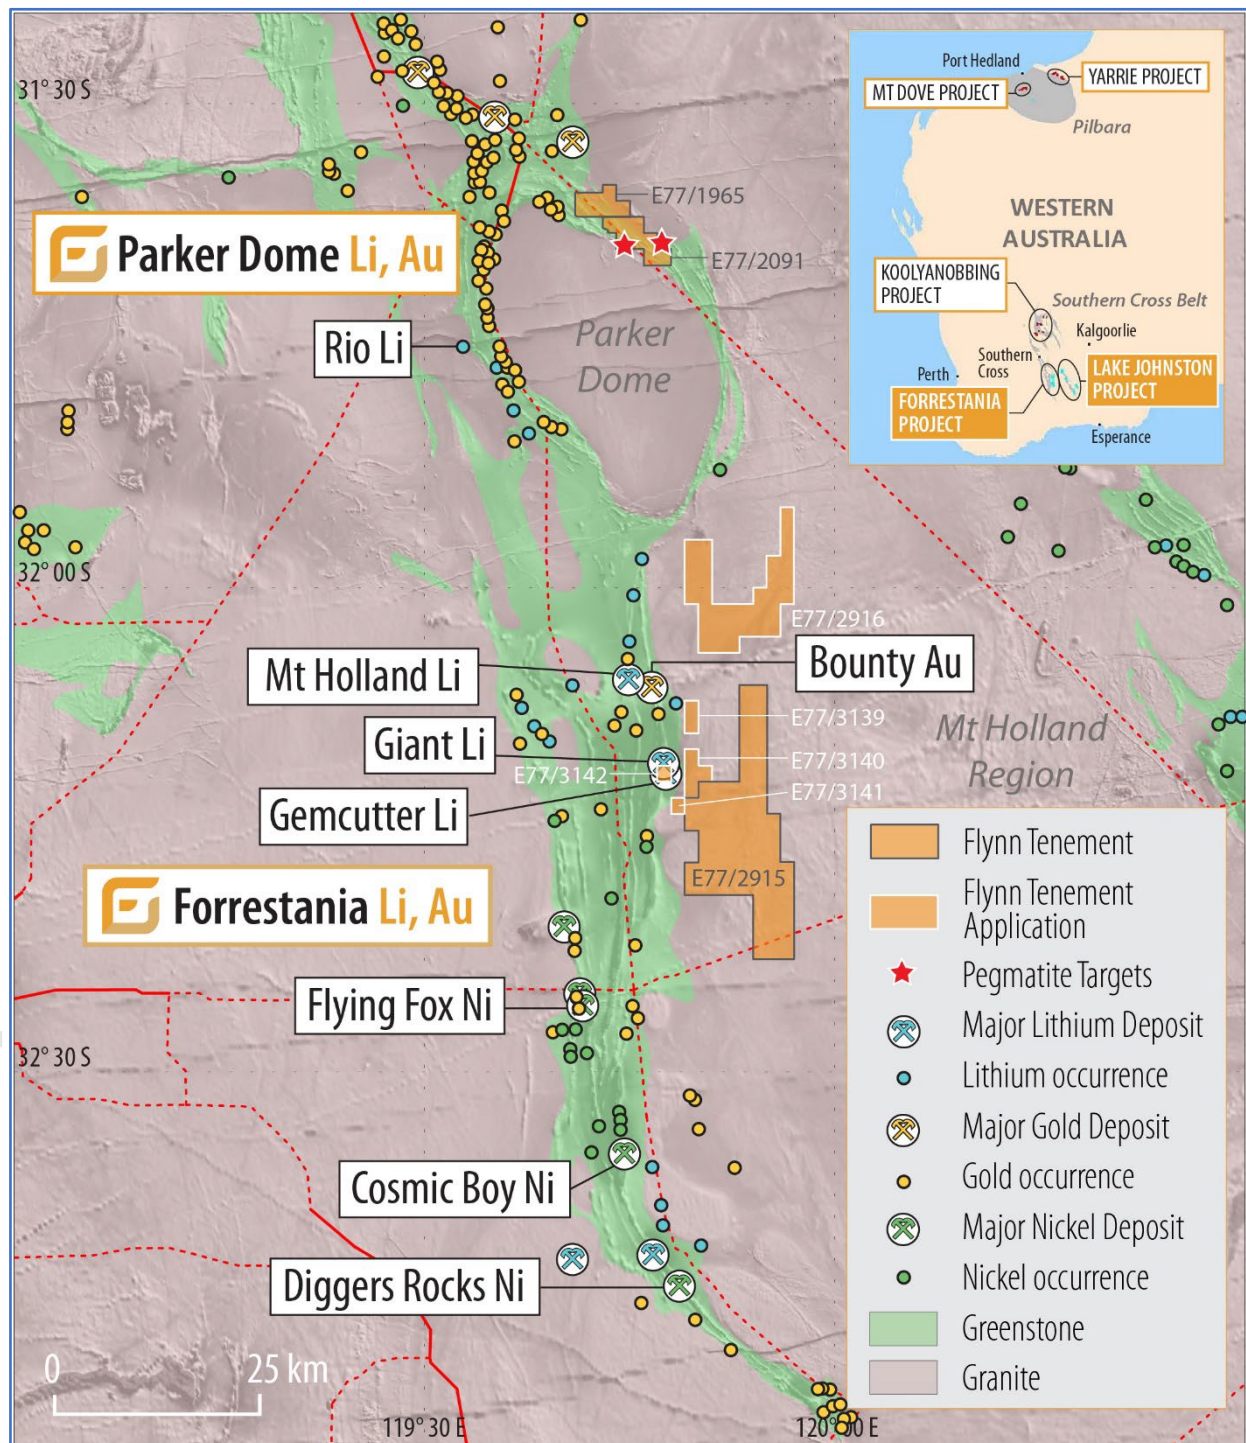 31° 30 S
E77/1965
E77/2091
Parker Dome Li, Au
Rio Li
Parker
Dome
32° 00 S
E77/2916
Mt Holland Li
Bounty Au
E77/3139
Giant Li
E77/3142
E77/3140
E77/3141
Mt Holland
Region
Gemcutter Li
E77/2915
Forrestania Li, Au
Flying Fox Ni
32° 30 S
Cosmic Boy Ni
Diggers Rocks Ni
0 25 km
119° 30 E
120° 00 E
Port Hedland
YARRIE PROJECT
MT DOVE PROJECT
Pilbara
WESTERN
AUSTRALIA
KOOLYANOBBING
PROJECT
Southern Cross Belt
Kalgoorlie
Southern
Cross
Perth
LAKE JOHNSTON
PROJECT
FORRESTANIA
PROJECT
Esperance
Flynn Tenement
Flynn Tenement
Application
Pegmatite Targets
Major Lithium Deposit
Lithium occurrence
Major Gold Deposit
Gold occurrence
Major Nickel Deposit
Nickel occurrence
Greenstone
Granite